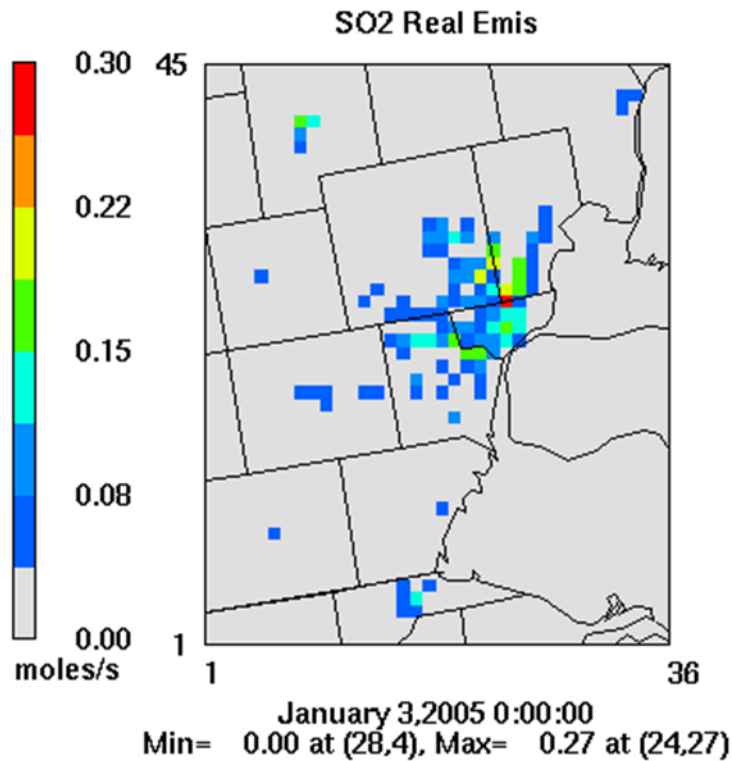 SO2 Real Emis
0.30
45
0.22
0.15
0.08
0.00
1
moles/s
1
36
January 3,2005 0:00:00
Min= 0.00 at (28,4), Max= 0.27 at (24,27)